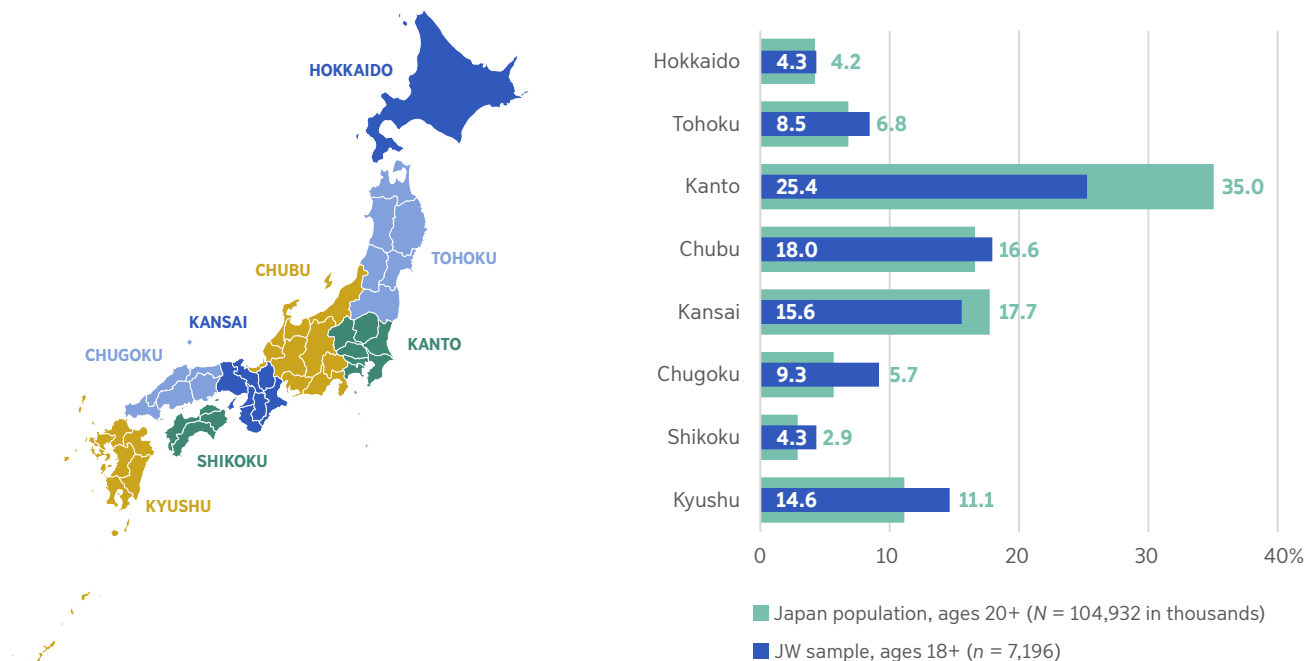 HOKKAIDO
TOHOKU
CHUBU
KANSAI
KANTO
CHUGOKU
SHIKOKU
KYUSHU
Hokkaido 4.3 4.2
Tohoku 8.5 6.8
Kanto 25.4 35.0
Chubu 18.0 16.6
Kansai 15.6 17.7
Chugoku 9.3 5.7
Shikoku 4.3 2.9
Kyushu 14.6 11.1
0 10 20 30 40%
Japan population, ages 20+ (N = 104,932 in thousands)
JW sample, ages 18+ (n = 7,196)